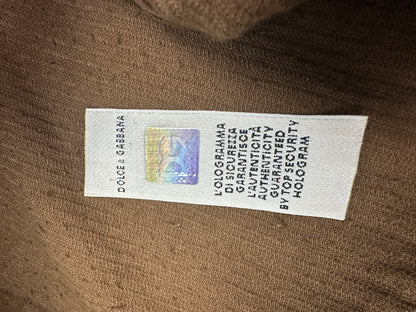 DOLCE & GABBANA
L'OLOGRAMMA
DI SICUREZZA
GARANTISCE
L'AUTENTICITÀ
AUTHENTICITY
GUARANTEED
BY TOP SECURITY
HOLOGRAM